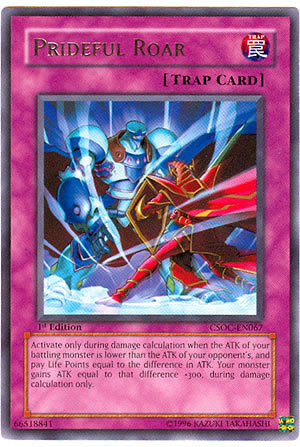 PRIDEFUL ROAR
TRAP
罠
[TRAP CARD]
1st Edition
CSOC-EN067
Activate only during damage calculation when the ATK of your
battling monster is lower than the ATK of your opponent's, and
pay Life Points equal to the difference in ATK. Your monster
gains ATK equal to that difference +300, during damage
calculation only.
66518841
©1996 KAZUKI TAKAHASHI